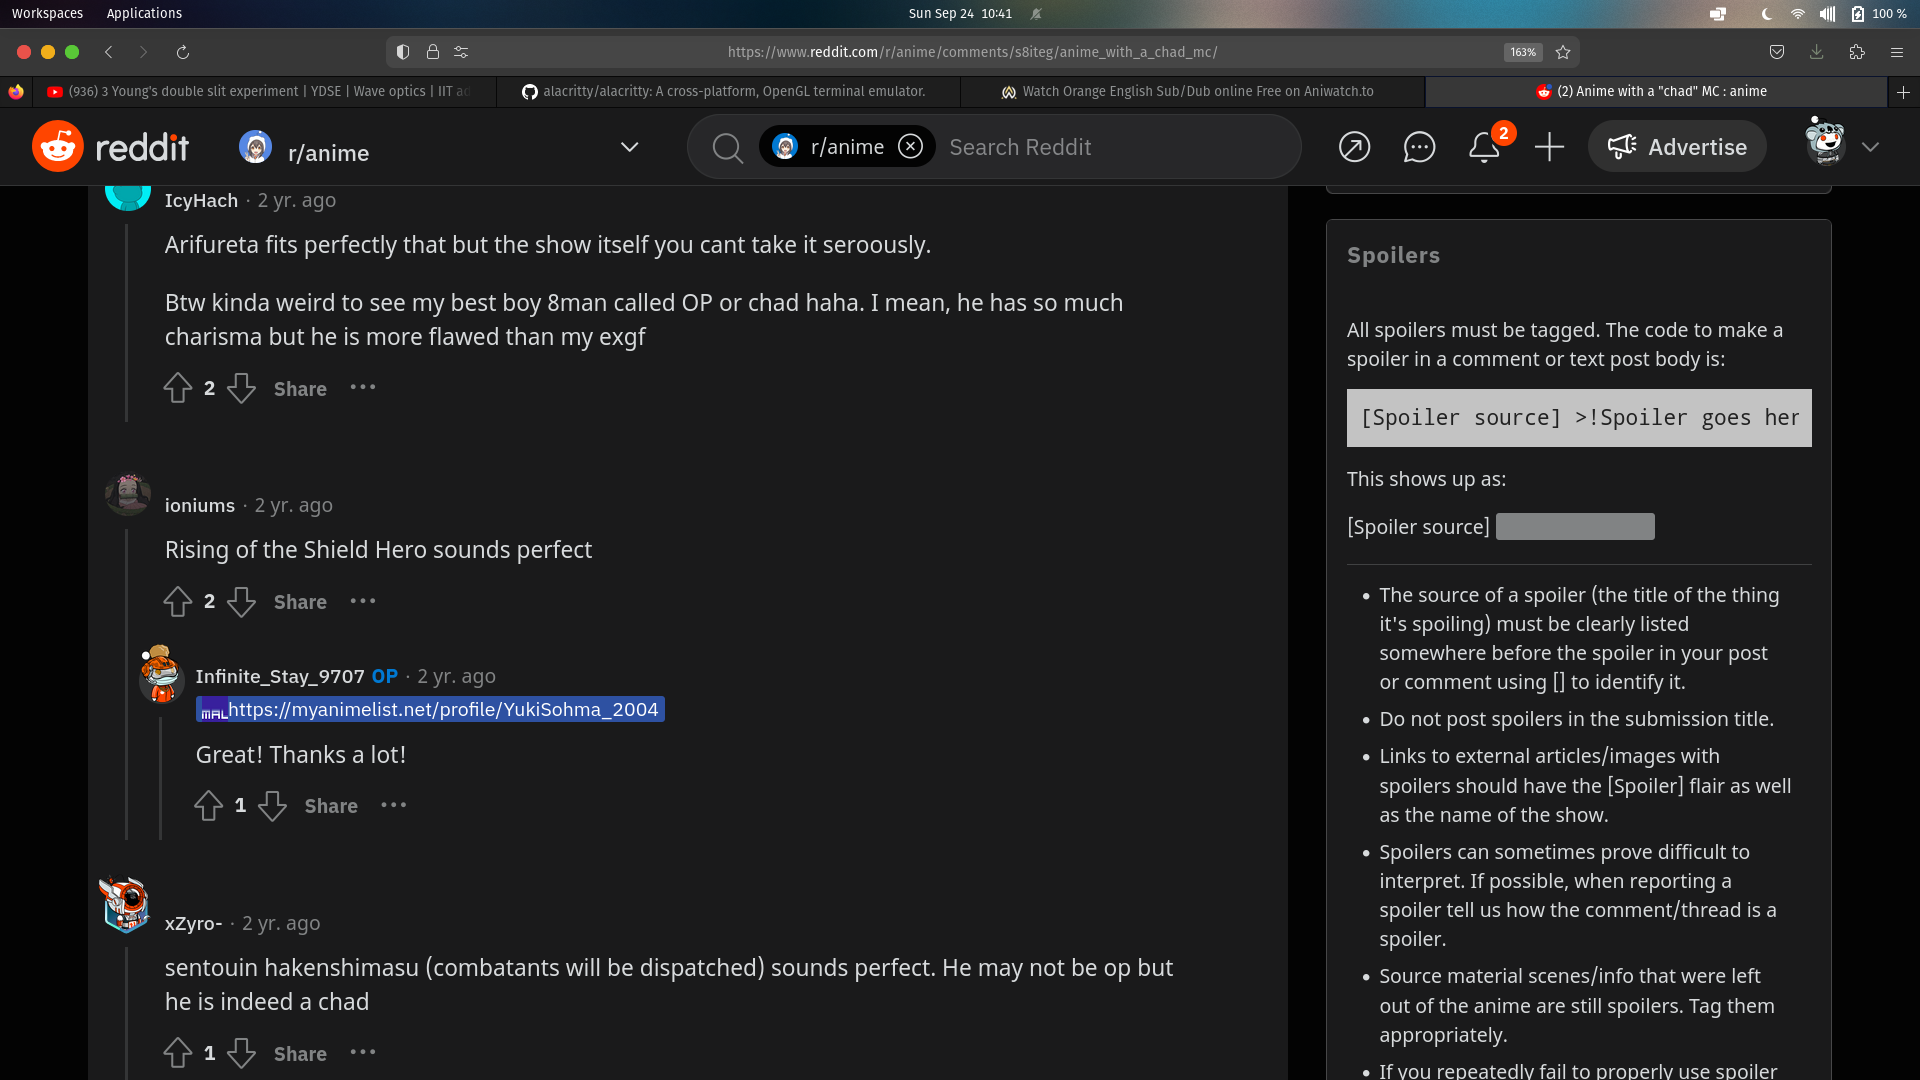 Workspaces Applications Sun Sep 24 10:41 100 %
https://www.reddit.com/r/anime/comments/s8iteg/anime_with_a_chad_mc/ 163%
(936) 3 Young's double slit experiment | YDSE | Wave optics | IIT ad
alacritty/alacritty: A cross-platform, OpenGL terminal emulator.
Watch Orange English Sub/Dub online Free on Aniwatch.to
(2) Anime with a "chad" MC : anime
reddit r/anime r/anime Search Reddit 2 Advertise
IcyHach · 2 yr. ago
Arifureta fits perfectly that but the show itself you cant take it seroously.
Btw kinda weird to see my best boy 8man called OP or chad haha. I mean, he has so much
charisma but he is more flawed than my exgf
2 Share
ioniums · 2 yr. ago
Rising of the Shield Hero sounds perfect
2 Share
Infinite_Stay_9707 OP · 2 yr. ago
MAL https://myanimelist.net/profile/YukiSohma_2004
Great! Thanks a lot!
1 Share
xZyro- · 2 yr. ago
sentouin hakenshimasu (combatants will be dispatched) sounds perfect. He may not be op but
he is indeed a chad
1 Share
Spoilers
All spoilers must be tagged. The code to make a
spoiler in a comment or text post body is:
[Spoiler source] >!Spoiler goes her
This shows up as:
[Spoiler source]
• The source of a spoiler (the title of the thing
it's spoiling) must be clearly listed
somewhere before the spoiler in your post
or comment using [] to identify it.
• Do not post spoilers in the submission title.
• Links to external articles/images with
spoilers should have the [Spoiler] flair as well
as the name of the show.
• Spoilers can sometimes prove difficult to
interpret. If possible, when reporting a
spoiler tell us how the comment/thread is a
spoiler.
• Source material scenes/info that were left
out of the anime are still spoilers. Tag them
appropriately.
• If you repeatedly fail to properly use spoiler